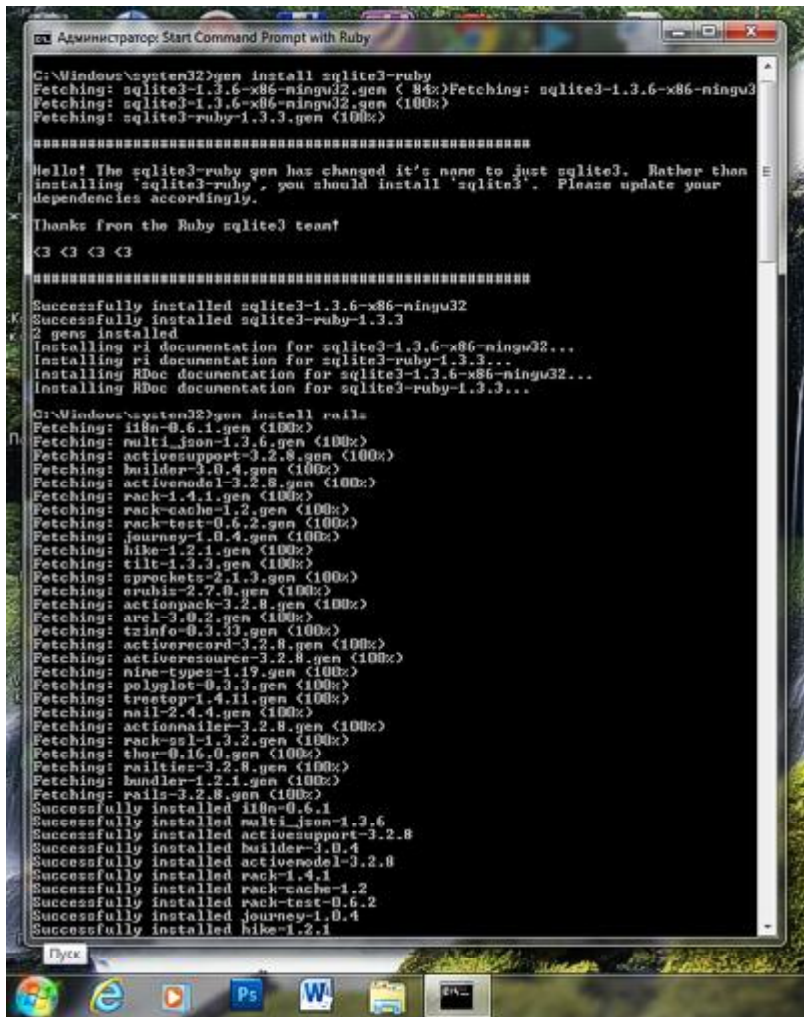 Администратор: Start Command Prompt with Ruby
C:\Windows\system32>gem install sqlite3-ruby
Fetching: sqlite3-1.3.6-x86-mingw32.gem ( 84%)Fetching: sqlite3-1.3.6-x86-mingw3
Fetching: sqlite3-1.3.6-x86-mingw32.gem (100%)
Fetching: sqlite3-ruby-1.3.3.gem (100%)
#######################################################
Hello! The sqlite3-ruby gem has changed it's name to just sqlite3.  Rather than
installing 'sqlite3-ruby', you should install 'sqlite3'.  Please update your
dependencies accordingly.
Thanks from the Ruby sqlite3 team!
<3 <3 <3 <3
#######################################################
Successfully installed sqlite3-1.3.6-x86-mingw32
Successfully installed sqlite3-ruby-1.3.3
2 gems installed
Installing ri documentation for sqlite3-1.3.6-x86-mingw32...
Installing ri documentation for sqlite3-ruby-1.3.3...
Installing RDoc documentation for sqlite3-1.3.6-x86-mingw32...
Installing RDoc documentation for sqlite3-ruby-1.3.3...
C:\Windows\system32>gem install rails
Fetching: i18n-0.6.1.gem (100%)
Fetching: multi_json-1.3.6.gem (100%)
Fetching: activesupport-3.2.8.gem (100%)
Fetching: builder-3.0.4.gem (100%)
Fetching: activemodel-3.2.8.gem (100%)
Fetching: rack-1.4.1.gem (100%)
Fetching: rack-cache-1.2.gem (100%)
Fetching: rack-test-0.6.2.gem (100%)
Fetching: journey-1.0.4.gem (100%)
Fetching: hike-1.2.1.gem (100%)
Fetching: tilt-1.3.3.gem (100%)
Fetching: sprockets-2.1.3.gem (100%)
Fetching: erubis-2.7.0.gem (100%)
Fetching: actionpack-3.2.8.gem (100%)
Fetching: arel-3.0.2.gem (100%)
Fetching: tzinfo-0.3.33.gem (100%)
Fetching: activerecord-3.2.8.gem (100%)
Fetching: activeresource-3.2.8.gem (100%)
Fetching: mime-types-1.19.gem (100%)
Fetching: polyglot-0.3.3.gem (100%)
Fetching: treetop-1.4.11.gem (100%)
Fetching: mail-2.4.4.gem (100%)
Fetching: actionmailer-3.2.8.gem (100%)
Fetching: rack-ssl-1.3.2.gem (100%)
Fetching: thor-0.16.0.gem (100%)
Fetching: railties-3.2.8.gem (100%)
Fetching: bundler-1.2.1.gem (100%)
Fetching: rails-3.2.8.gem (100%)
Successfully installed i18n-0.6.1
Successfully installed multi_json-1.3.6
Successfully installed activesupport-3.2.8
Successfully installed builder-3.0.4
Successfully installed activemodel-3.2.8
Successfully installed rack-1.4.1
Successfully installed rack-cache-1.2
Successfully installed rack-test-0.6.2
Successfully installed journey-1.0.4
Successfully installed hike-1.2.1
Пуск
Ps
W